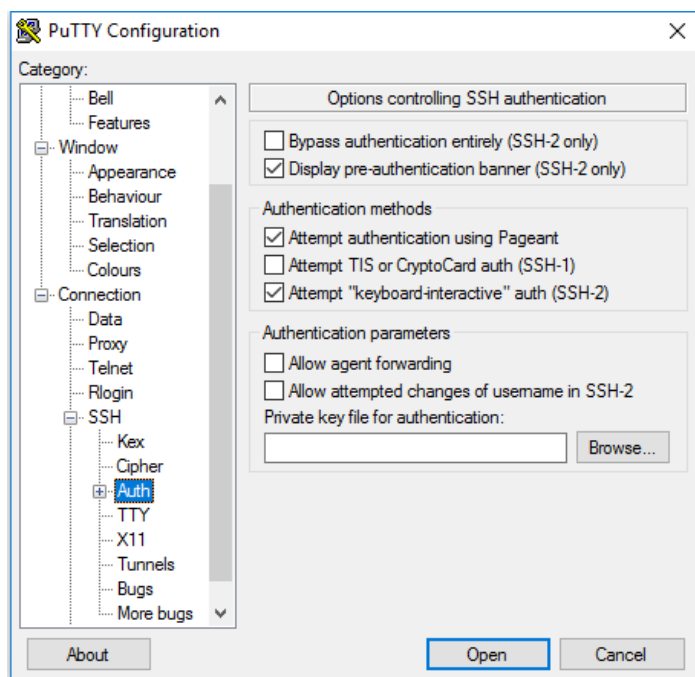 PuTTY Configuration
Category:
Bell
Features
Window
Appearance
Behaviour
Translation
Selection
Colours
Connection
Data
Proxy
Telnet
Rlogin
SSH
Kex
Cipher
Auth
TTY
X11
Tunnels
Bugs
More bugs
Options controlling SSH authentication
Bypass authentication entirely (SSH-2 only)
Display pre-authentication banner (SSH-2 only)
Authentication methods
Attempt authentication using Pageant
Attempt TIS or CryptoCard auth (SSH-1)
Attempt "keyboard-interactive" auth (SSH-2)
Authentication parameters
Allow agent forwarding
Allow attempted changes of username in SSH-2
Private key file for authentication:
Browse...
About
Open
Cancel